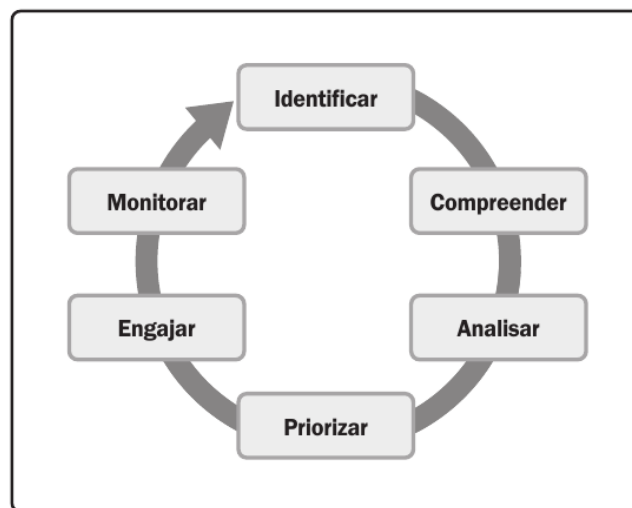 Identificar
Compreender
Analisar
Priorizar
Engajar
Monitorar